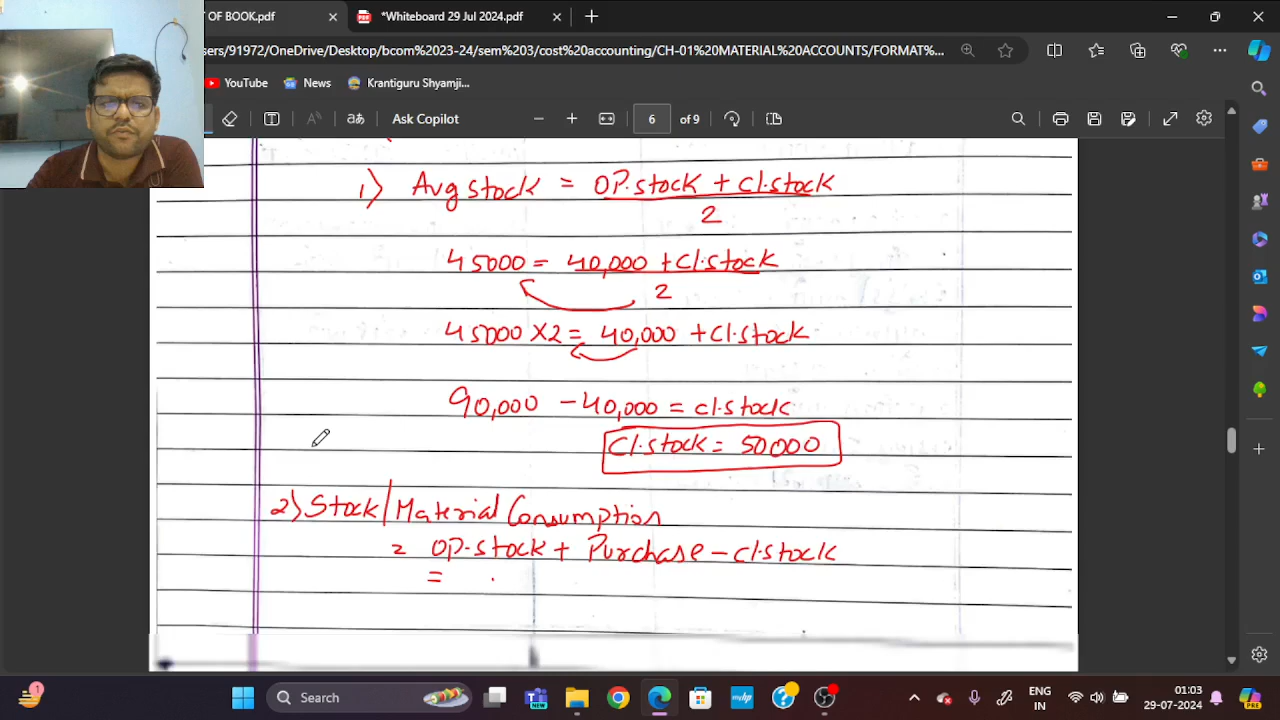 T OF BOOK.pdf
*Whiteboard 29 Jul 2024.pdf
sers/91972/OneDrive/Desktop/bcom%2023-24/sem%203/cost%20accounting/CH-01%20MATERIAL%20ACCOUNTS/FORMAT%...
YouTube News Krantiguru Shyamji...
Ask Copilot 6 of 9
1) Avg stock = OP.stock + Cl.stock
2
45000 = 40,000 + Cl.stock
2
45000 X2 = 40,000 + Cl.stock
90,000 - 40,000 = cl.stock
Cl.stock = 50000
2) Stock/Material Consumption
= OP.stock + Purchase - cl.stock
=
Search
ENG
IN
01:03
29-07-2024